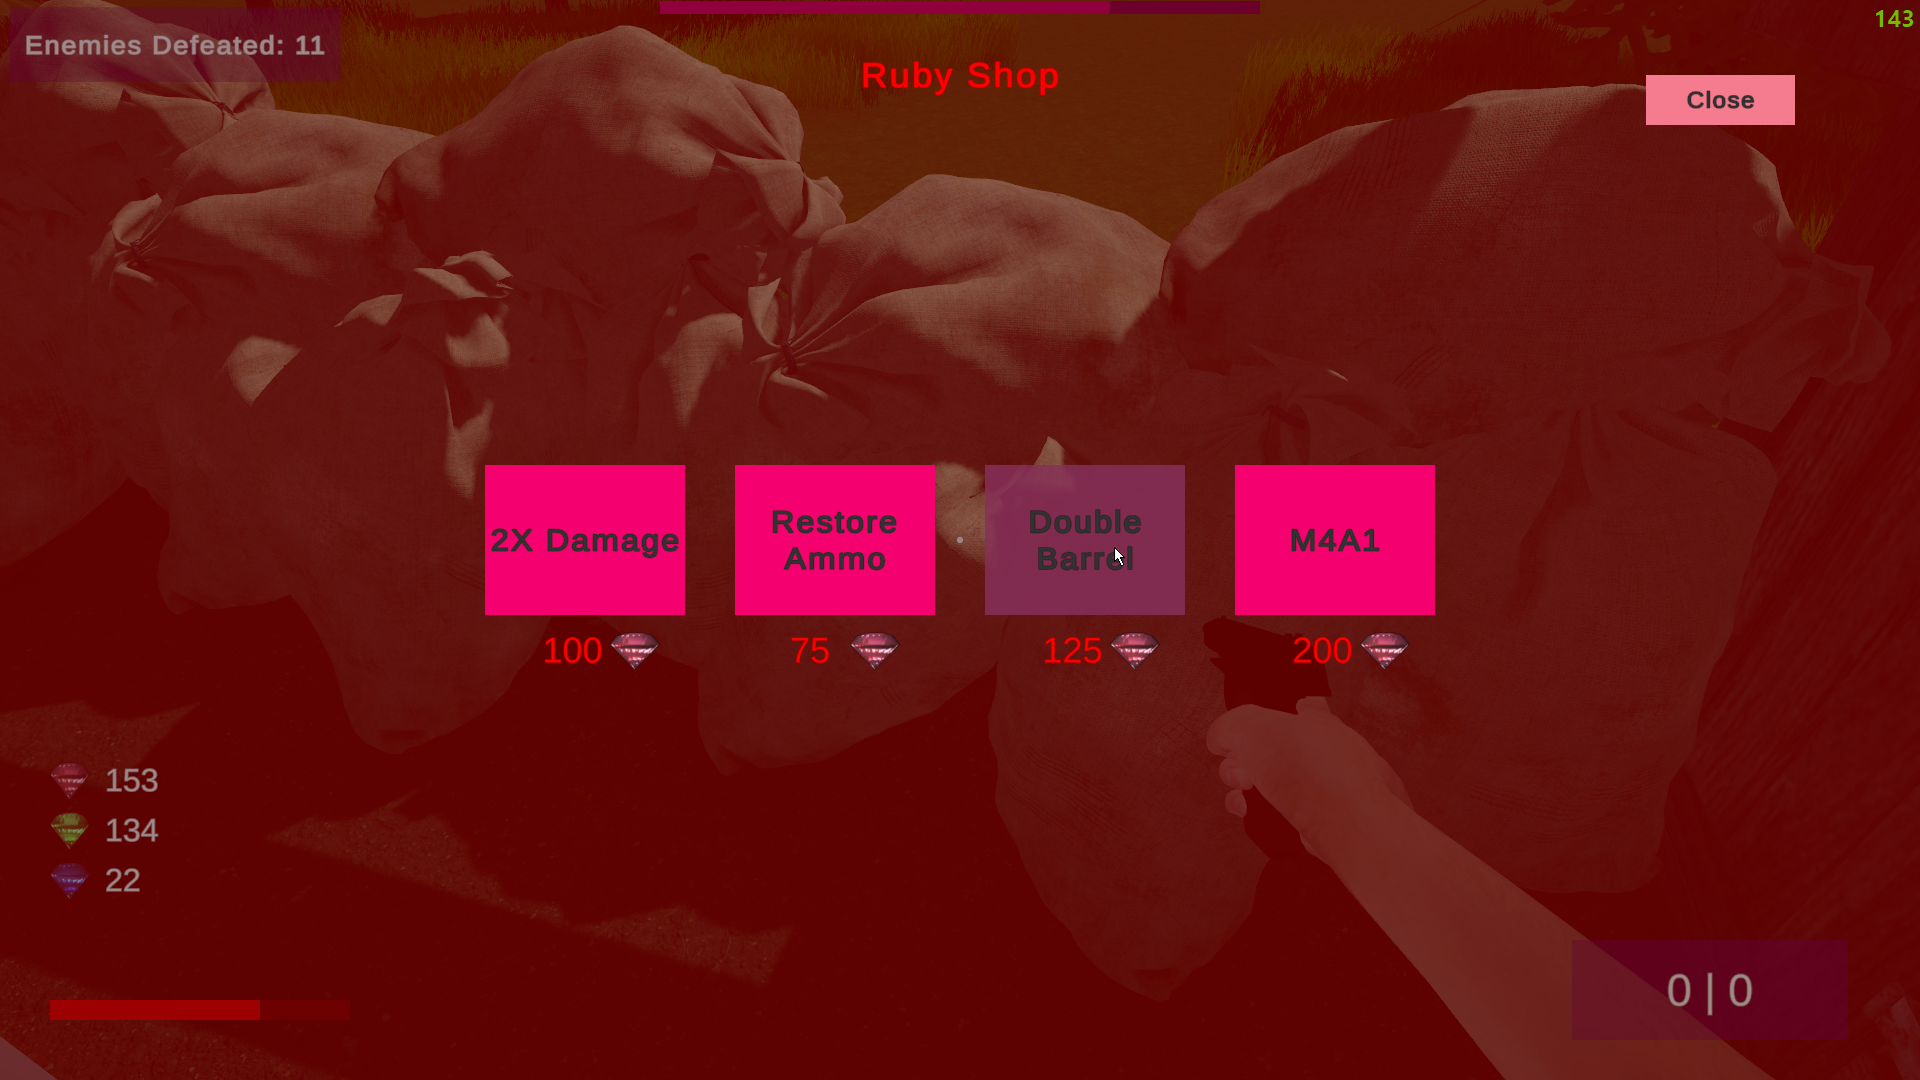 Enemies Defeated: 11
143
Ruby Shop
Close
2X Damage
Restore
Ammo
Double
Barrel
M4A1
100
75
125
200
153
134
22
0 | 0